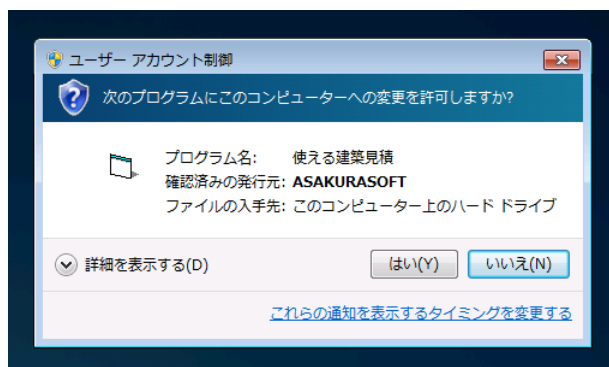 ユーザー アカウント制御
次のプログラムにこのコンピューターへの変更を許可しますか?
プログラム名: 使える建築見積
確認済みの発行元: ASAKURASOFT
ファイルの入手先: このコンピューター上のハード ドライブ
詳細を表示する(D) はい(Y) いいえ(N)
これらの通知を表示するタイミングを変更する